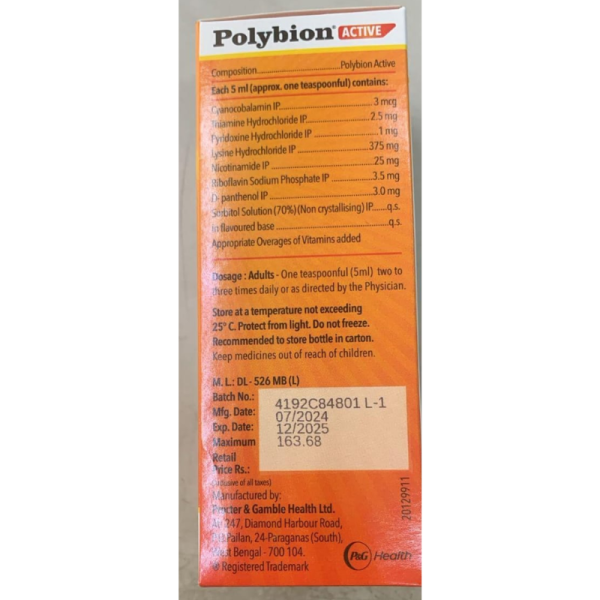 Polybion® ACTIVE
Composition....................Polybion Active
Each 5 ml (approx. one teaspoonful) contains:
Cyanocobalamin IP....................3 mcg
Thiamine Hydrochloride IP....................2.5 mg
Pyridoxine Hydrochloride IP....................1 mg
Lysine Hydrochloride IP....................375 mg
Nicotinamide IP....................25 mg
Riboflavin Sodium Phosphate IP....................3.5 mg
D- panthenol IP....................3.0 mg
Sorbitol Solution (70%) (Non crystallising) IP......q.s.
In flavoured base....................q.s.
Appropriate Overages of Vitamins added
Dosage : Adults - One teaspoonful (5ml) two to
three times daily or as directed by the Physician.
Store at a temperature not exceeding
25° C. Protect from light. Do not freeze.
Recommended to store bottle in carton.
Keep medicines out of reach of children.
M. L.: DL - 526 MB (L)
Batch No.: 4192C84801 L-1
Mfg. Date: 07/2024
Exp. Date: 12/2025
Maximum 163.68
Retail
Price Rs.:
(Inclusive of all taxes)
Manufactured by:
Procter & Gamble Health Ltd.
247, Diamond Harbour Road,
Pailan, 24-Paraganas (South),
West Bengal - 700 104.
® Registered Trademark
P&G Health
20129911